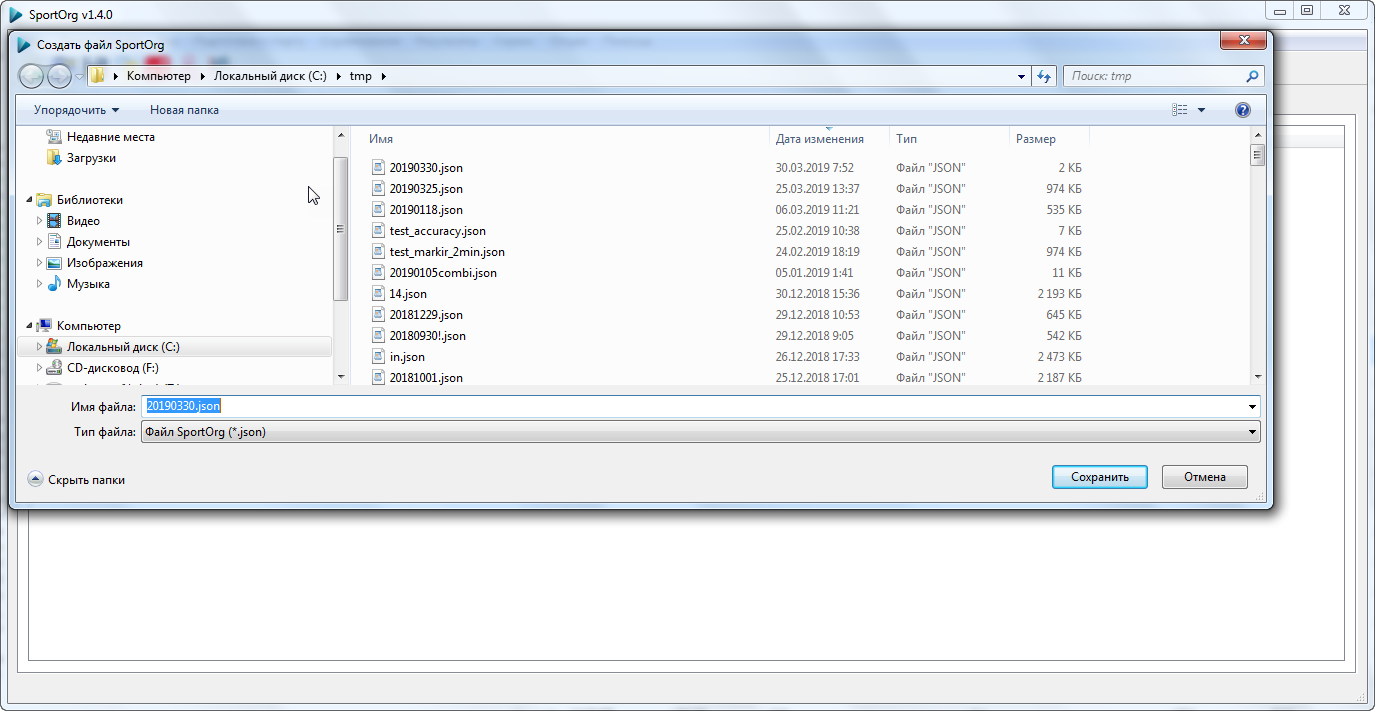 SportOrg v1.4.0
Создать файл SportOrg
Компьютер Локальный диск (C:) tmp
Поиск: tmp
Упорядочить Новая папка
Недавние места
Загрузки
Библиотеки
Видео
Документы
Изображения
Музыка
Компьютер
Локальный диск (C:)
CD-дисковод (F:)
Имя Дата изменения Тип Размер
20190330.json 30.03.2019 7:52 Файл "JSON" 2 КБ
20190325.json 25.03.2019 13:37 Файл "JSON" 974 КБ
20190118.json 06.03.2019 11:21 Файл "JSON" 535 КБ
test_accuracy.json 25.02.2019 10:38 Файл "JSON" 7 КБ
test_markir_2min.json 24.02.2019 18:19 Файл "JSON" 974 КБ
20190105combi.json 05.01.2019 1:41 Файл "JSON" 11 КБ
14.json 30.12.2018 15:36 Файл "JSON" 2 193 КБ
20181229.json 29.12.2018 10:53 Файл "JSON" 645 КБ
20180930!.json 29.12.2018 9:05 Файл "JSON" 542 КБ
in.json 26.12.2018 17:33 Файл "JSON" 2 473 КБ
20181001.json 25.12.2018 17:01 Файл "JSON" 2 187 КБ
Имя файла: 20190330.json
Тип файла: Файл SportOrg (*.json)
Скрыть папки
Сохранить Отмена